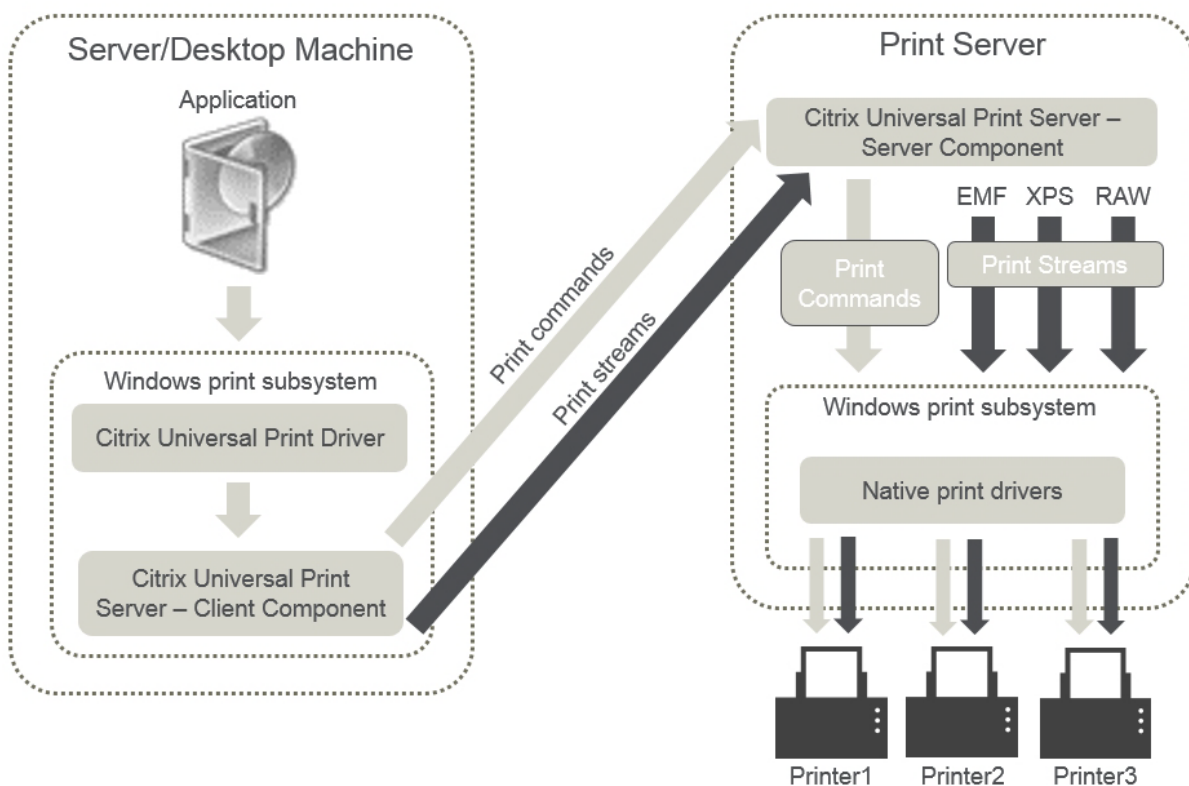 Server/Desktop Machine
Application
Windows print subsystem
Citrix Universal Print Driver
Citrix Universal Print
Server – Client Component
Print commands
Print streams
Print Server
Citrix Universal Print Server –
Server Component
EMF XPS RAW
Print
Commands
Print Streams
Windows print subsystem
Native print drivers
Printer1 Printer2 Printer3